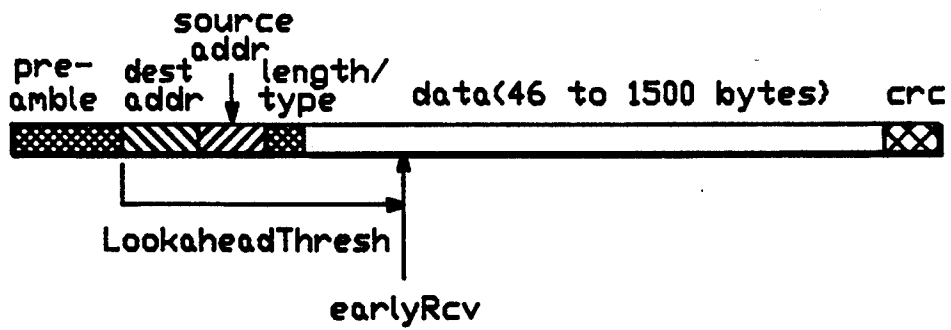 source
addr
pre-
amble
dest
addr
length/
type
data(46 to 1500 bytes)
crc
LookaheadThresh
earlyRcv